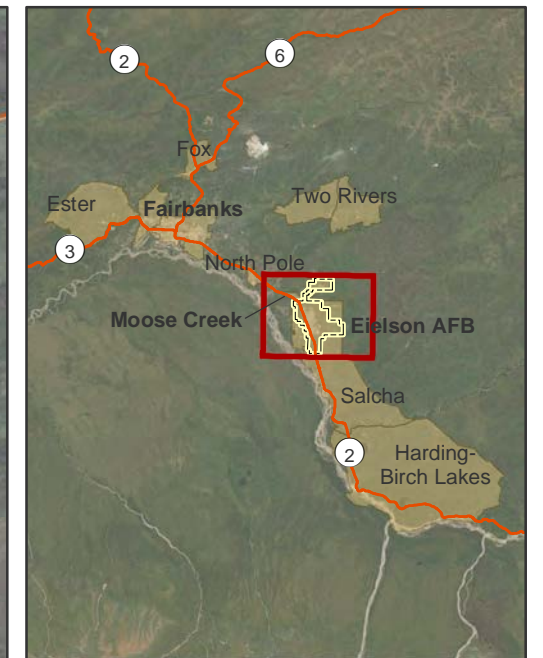 2
6
Fox
Ester
Two Rivers
Fairbanks
3
North Pole
Moose Creek
Eielson AFB
Salcha
2
Harding-
Birch Lakes